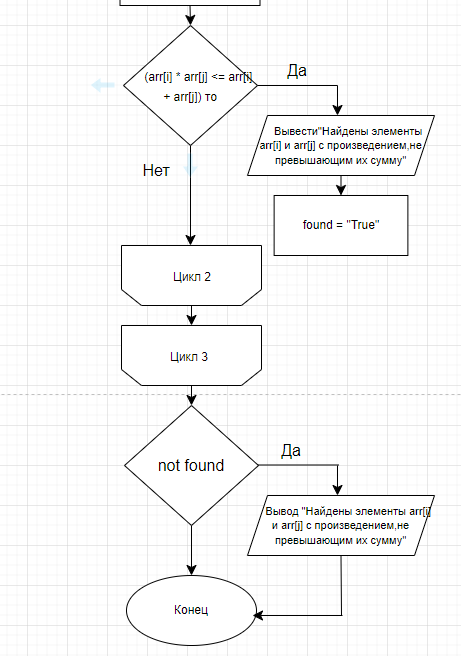 (arr[i] * arr[j] <= arr[i]
+ arr[j]) то
Да
Вывести"Найдены элементы
arr[i] и arr[j] с произведением,не
превышающим их сумму"
Нет
found = "True"
Цикл 2
Цикл 3
not found
Да
Вывод "Найдены элементы arr[i]
и arr[j] с произведением,не
превышающим их сумму"
Конец